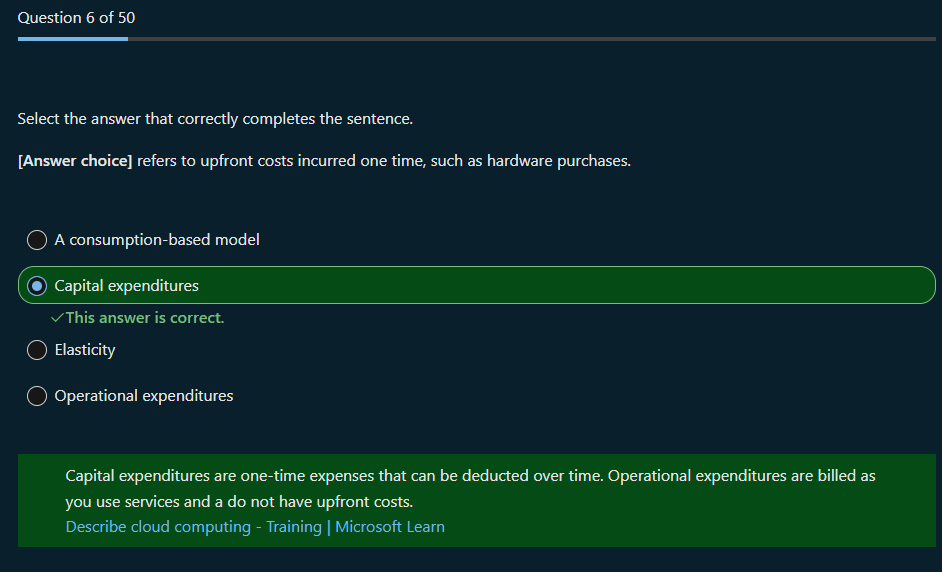 Question 6 of 50
Select the answer that correctly completes the sentence.
[Answer choice] refers to upfront costs incurred one time, such as hardware purchases.
A consumption-based model
Capital expenditures
✓This answer is correct.
Elasticity
Operational expenditures
Capital expenditures are one-time expenses that can be deducted over time. Operational expenditures are billed as
you use services and a do not have upfront costs.
Describe cloud computing - Training | Microsoft Learn